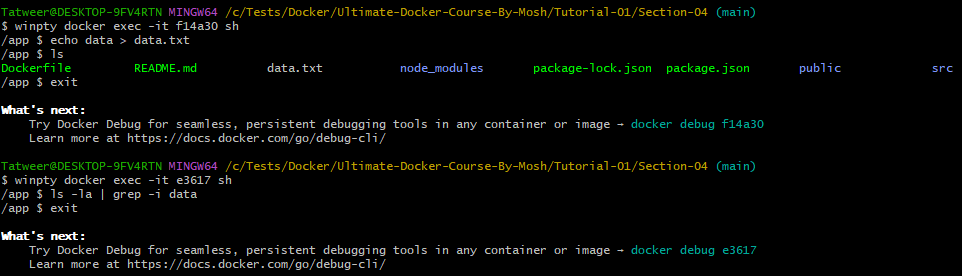 Tatweer@DESKTOP-9FV4RTN MINGW64 /c/Tests/Docker/Ultimate-Docker-Course-By-Mosh/Tutorial-01/Section-04 (main)
$ winpty docker exec -it f14a30 sh
/app $ echo data > data.txt
/app $ ls
Dockerfile README.md data.txt node_modules package-lock.json package.json public src
/app $ exit
What's next:
Try Docker Debug for seamless, persistent debugging tools in any container or image → docker debug f14a30
Learn more at https://docs.docker.com/go/debug-cli/
Tatweer@DESKTOP-9FV4RTN MINGW64 /c/Tests/Docker/Ultimate-Docker-Course-By-Mosh/Tutorial-01/Section-04 (main)
$ winpty docker exec -it e3617 sh
/app $ ls -la | grep -i data
/app $ exit
What's next:
Try Docker Debug for seamless, persistent debugging tools in any container or image → docker debug e3617
Learn more at https://docs.docker.com/go/debug-cli/